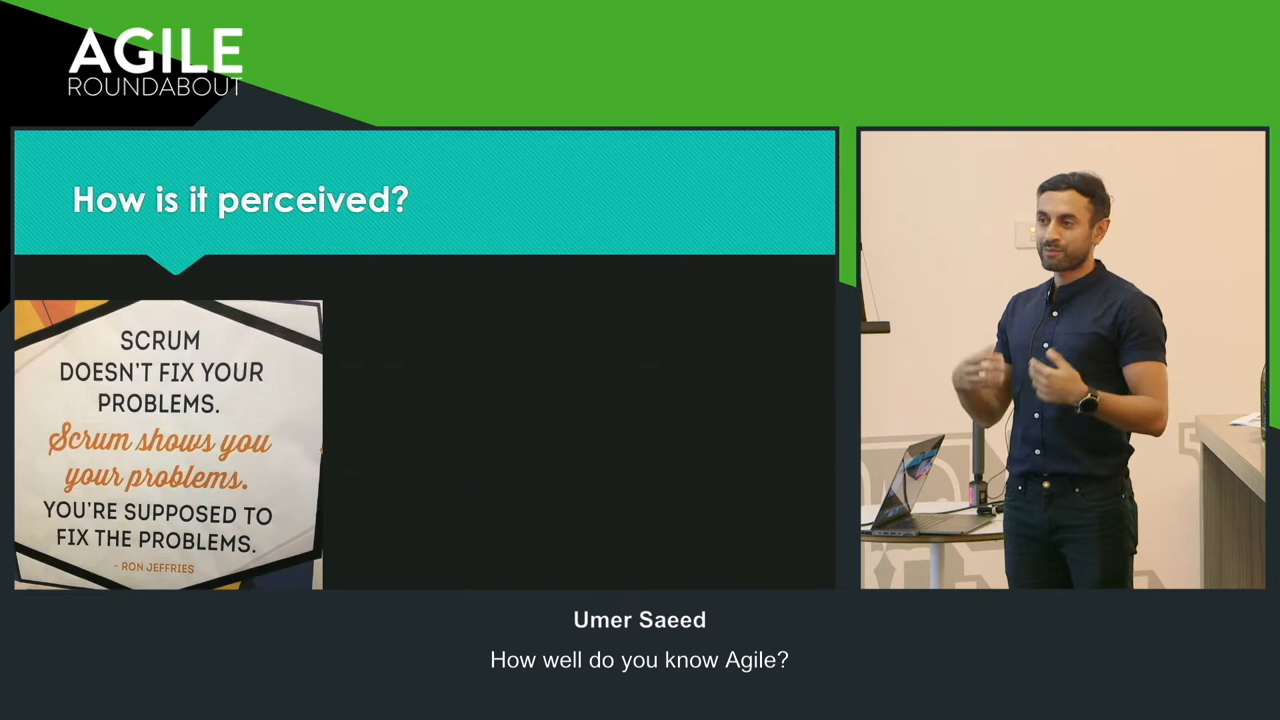 AGILE
ROUNDABOUT
How is it perceived?
SCRUM
DOESN'T FIX YOUR
PROBLEMS.
Scrum shows you
your problems.
YOU'RE SUPPOSED TO
FIX THE PROBLEMS.
- RON JEFFRIES
Umer Saeed
How well do you know Agile?